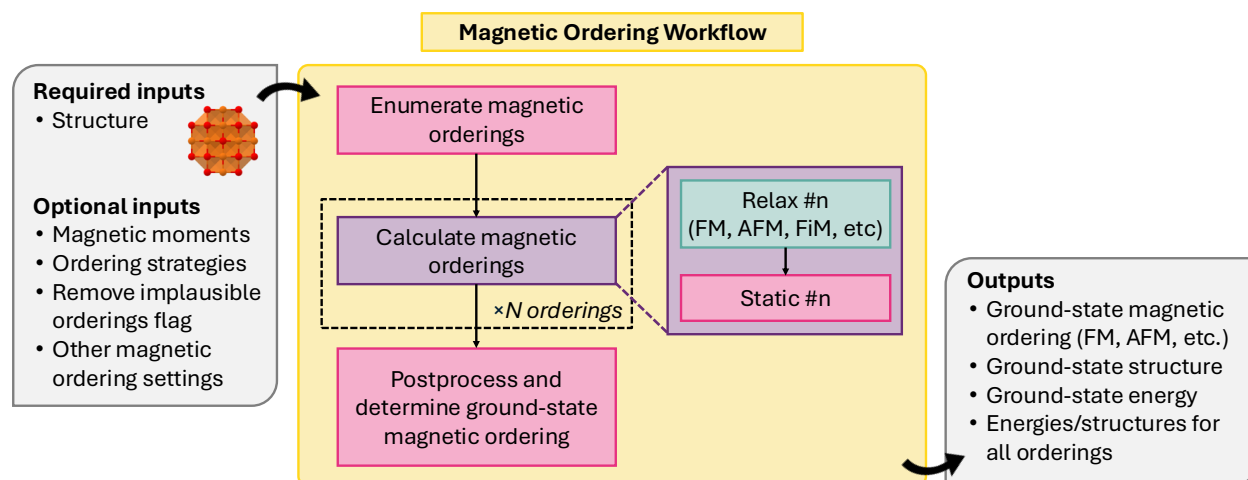 Magnetic Ordering Workflow
Required inputs
• Structure
Optional inputs
• Magnetic moments
• Ordering strategies
• Remove implausible
orderings flag
• Other magnetic
ordering settings
Enumerate magnetic
orderings
Calculate magnetic
orderings
×N orderings
Postprocess and
determine ground-state
magnetic ordering
Relax #n
(FM, AFM, FiM, etc)
Static #n
Outputs
• Ground-state magnetic
ordering (FM, AFM, etc.)
• Ground-state structure
• Ground-state energy
• Energies/structures for
all orderings